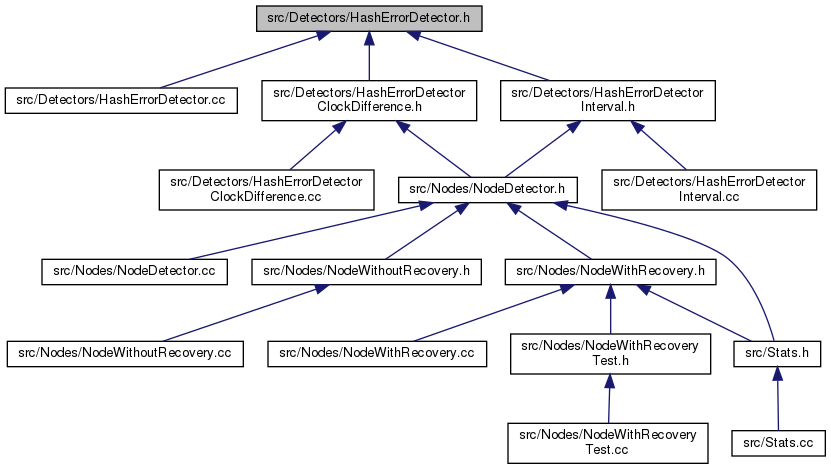 src/Detectors/HashErrorDetector.h
src/Detectors/HashErrorDetector.cc
src/Detectors/HashErrorDetector
ClockDifference.h
src/Detectors/HashErrorDetector
Interval.h
src/Detectors/HashErrorDetector
ClockDifference.cc
src/Nodes/NodeDetector.h
src/Detectors/HashErrorDetector
Interval.cc
src/Nodes/NodeDetector.cc
src/Nodes/NodeWithoutRecovery.h
src/Nodes/NodeWithRecovery.h
src/Nodes/NodeWithoutRecovery.cc
src/Nodes/NodeWithRecovery.cc
src/Nodes/NodeWithRecovery
Test.h
src/Stats.h
src/Nodes/NodeWithRecovery
Test.cc
src/Stats.cc